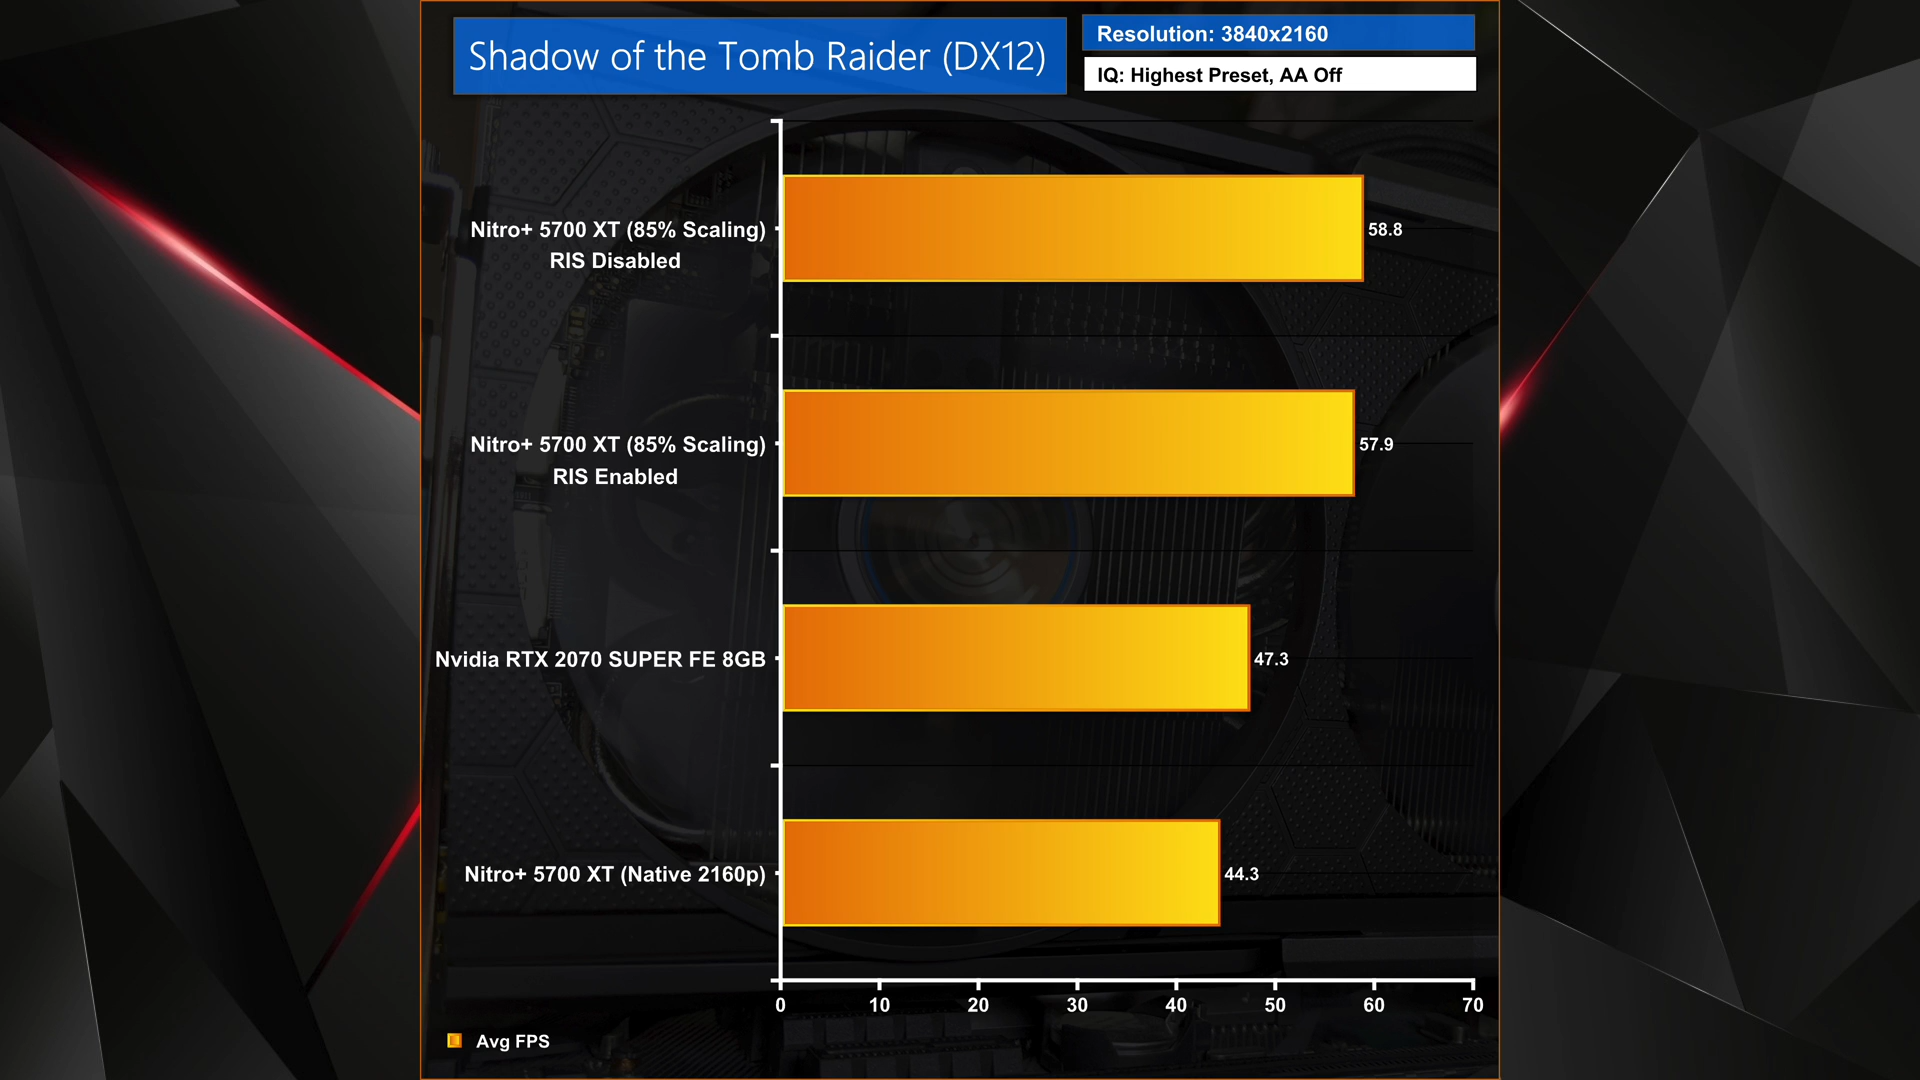 Shadow of the Tomb Raider (DX12)
Resolution: 3840x2160
IQ: Highest Preset, AA Off
Nitro+ 5700 XT (85% Scaling)
RIS Disabled
58.8
Nitro+ 5700 XT (85% Scaling)
RIS Enabled
57.9
Nvidia RTX 2070 SUPER FE 8GB
47.3
Nitro+ 5700 XT (Native 2160p)
44.3
0 10 20 30 40 50 60 70
Avg FPS